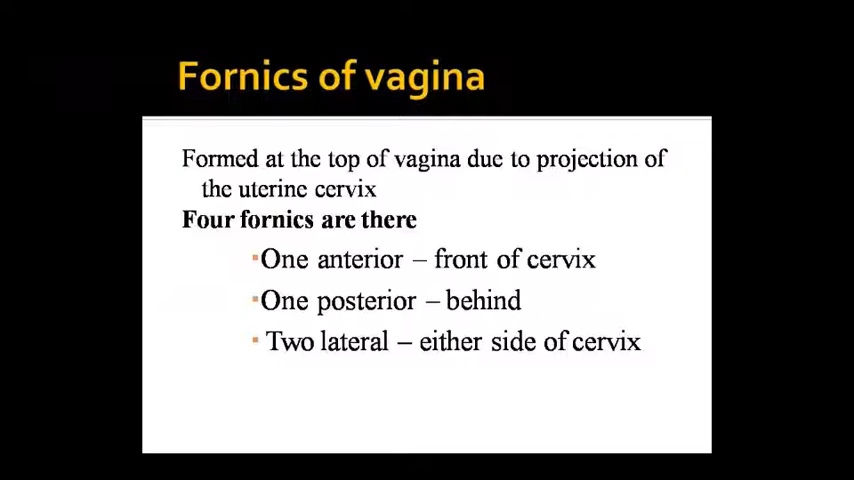 Fornics of vagina
Formed at the top of vagina due to projection of
the uterine cervix
Four fornics are there
▪One anterior – front of cervix
▪One posterior – behind
▪ Two lateral – either side of cervix